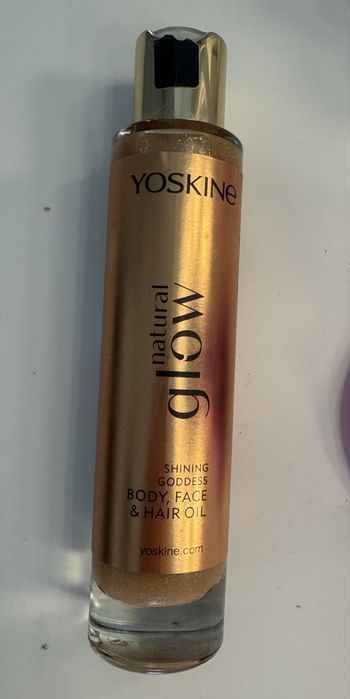 YOSKINE
natural
glow
SHINING
GODDESS
BODY, FACE
& HAIR OIL
yoskine.com